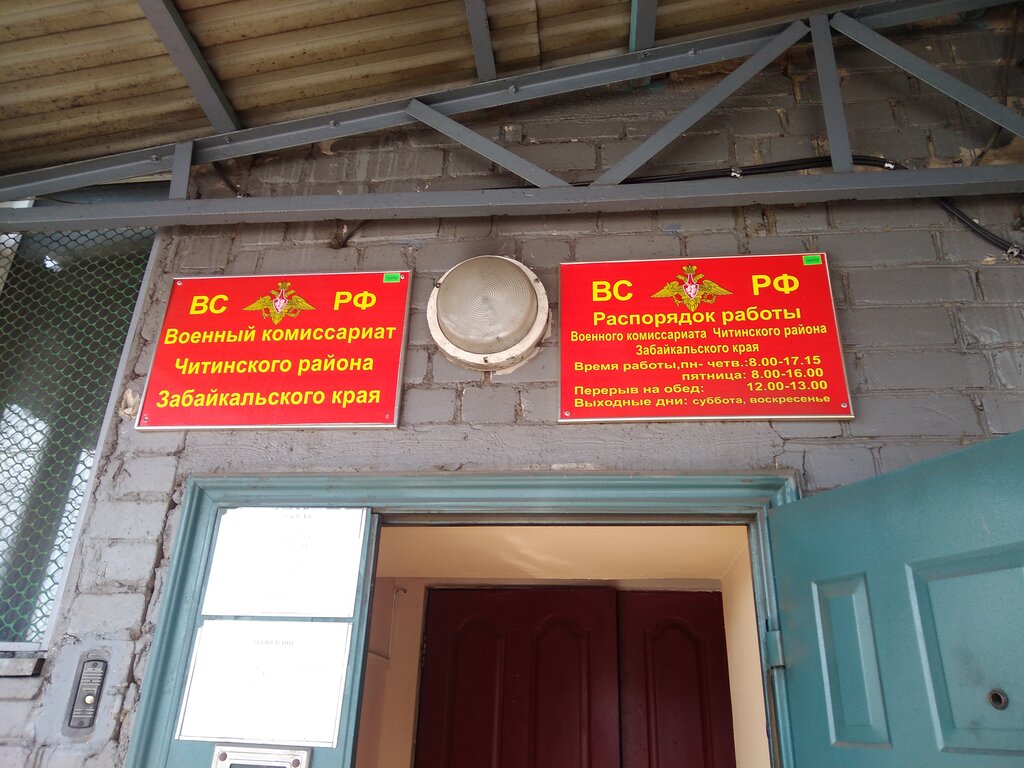 ВС РФ
Военный комиссариат
Читинского района
Забайкальского края
ВС РФ
Распорядок работы
Военного комиссариата Читинского района
Забайкальского края
Время работы,пн- четв.:8.00-17.15
пятница: 8.00-16.00
Перерыв на обед: 12.00-13.00
Выходные дни: суббота, воскресенье